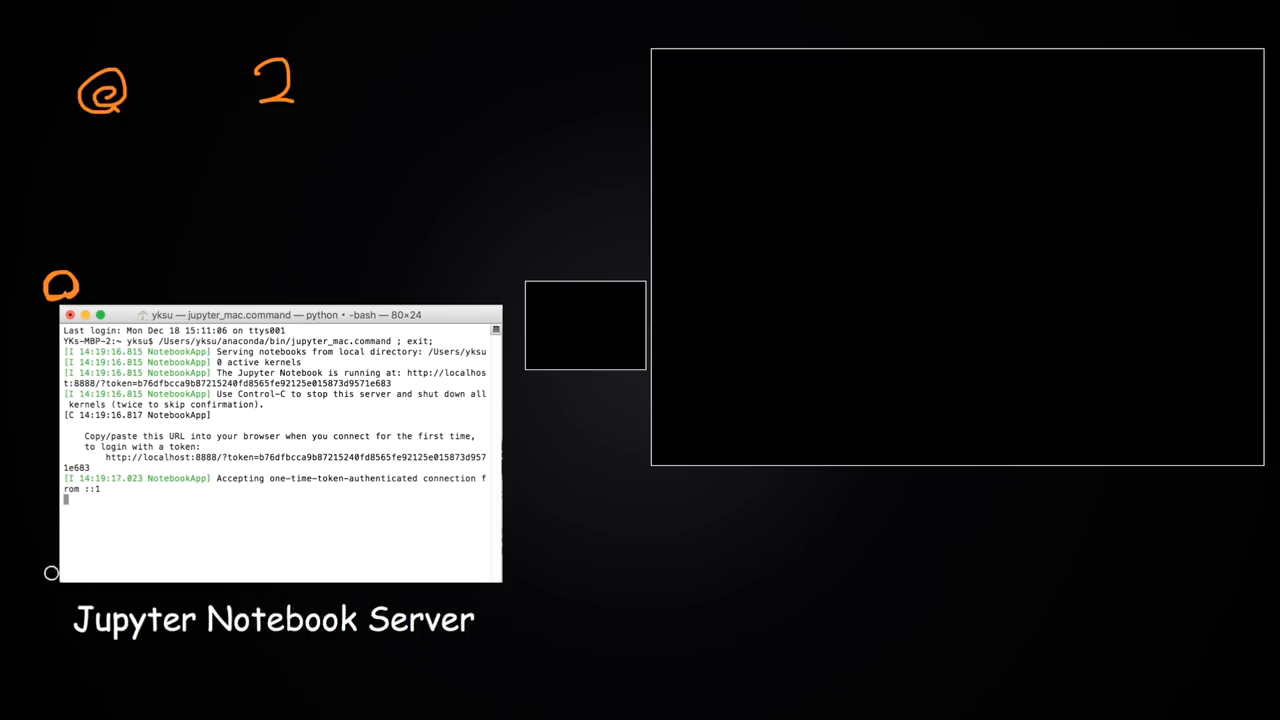 @ 2
yksu — jupyter_mac.command — python • -bash — 80×24
Last login: Mon Dec 18 15:11:06 on ttys001
YKs-MBP-2:~ yksu$ /Users/yksu/anaconda/bin/jupyter_mac.command ; exit;
[I 14:19:16.815 NotebookApp] Serving notebooks from local directory: /Users/yksu
[I 14:19:16.815 NotebookApp] 0 active kernels
[I 14:19:16.815 NotebookApp] The Jupyter Notebook is running at: http://localhos
t:8888/?token=b76dfbcca9b87215240fd8565fe92125e015873d9571e683
[I 14:19:16.815 NotebookApp] Use Control-C to stop this server and shut down all
kernels (twice to skip confirmation).
[C 14:19:16.817 NotebookApp]
Copy/paste this URL into your browser when you connect for the first time,
to login with a token:
http://localhost:8888/?token=b76dfbcca9b87215240fd8565fe92125e015873d957
1e683
[I 14:19:17.023 NotebookApp] Accepting one-time-token-authenticated connection f
rom ::1
Jupyter Notebook Server